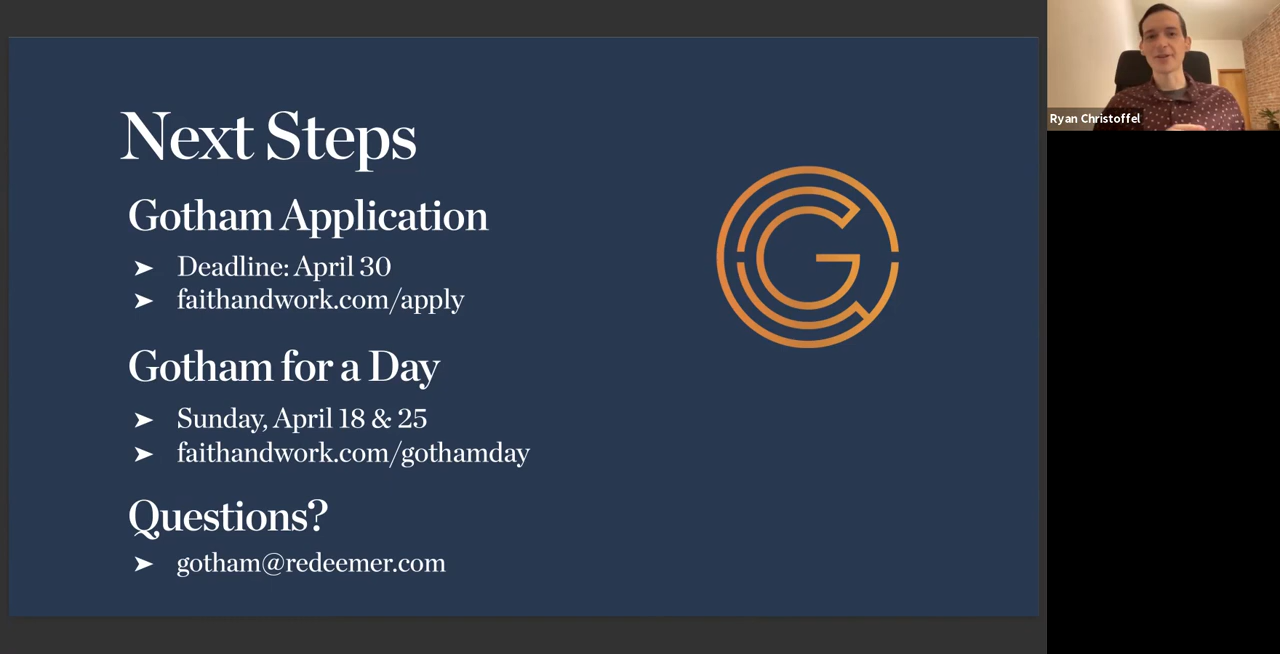 Next Steps
Gotham Application
➤ Deadline: April 30
➤ faithandwork.com/apply
Gotham for a Day
➤ Sunday, April 18 & 25
➤ faithandwork.com/gothamday
Questions?
➤ gotham@redeemer.com
G
Ryan Christoffel